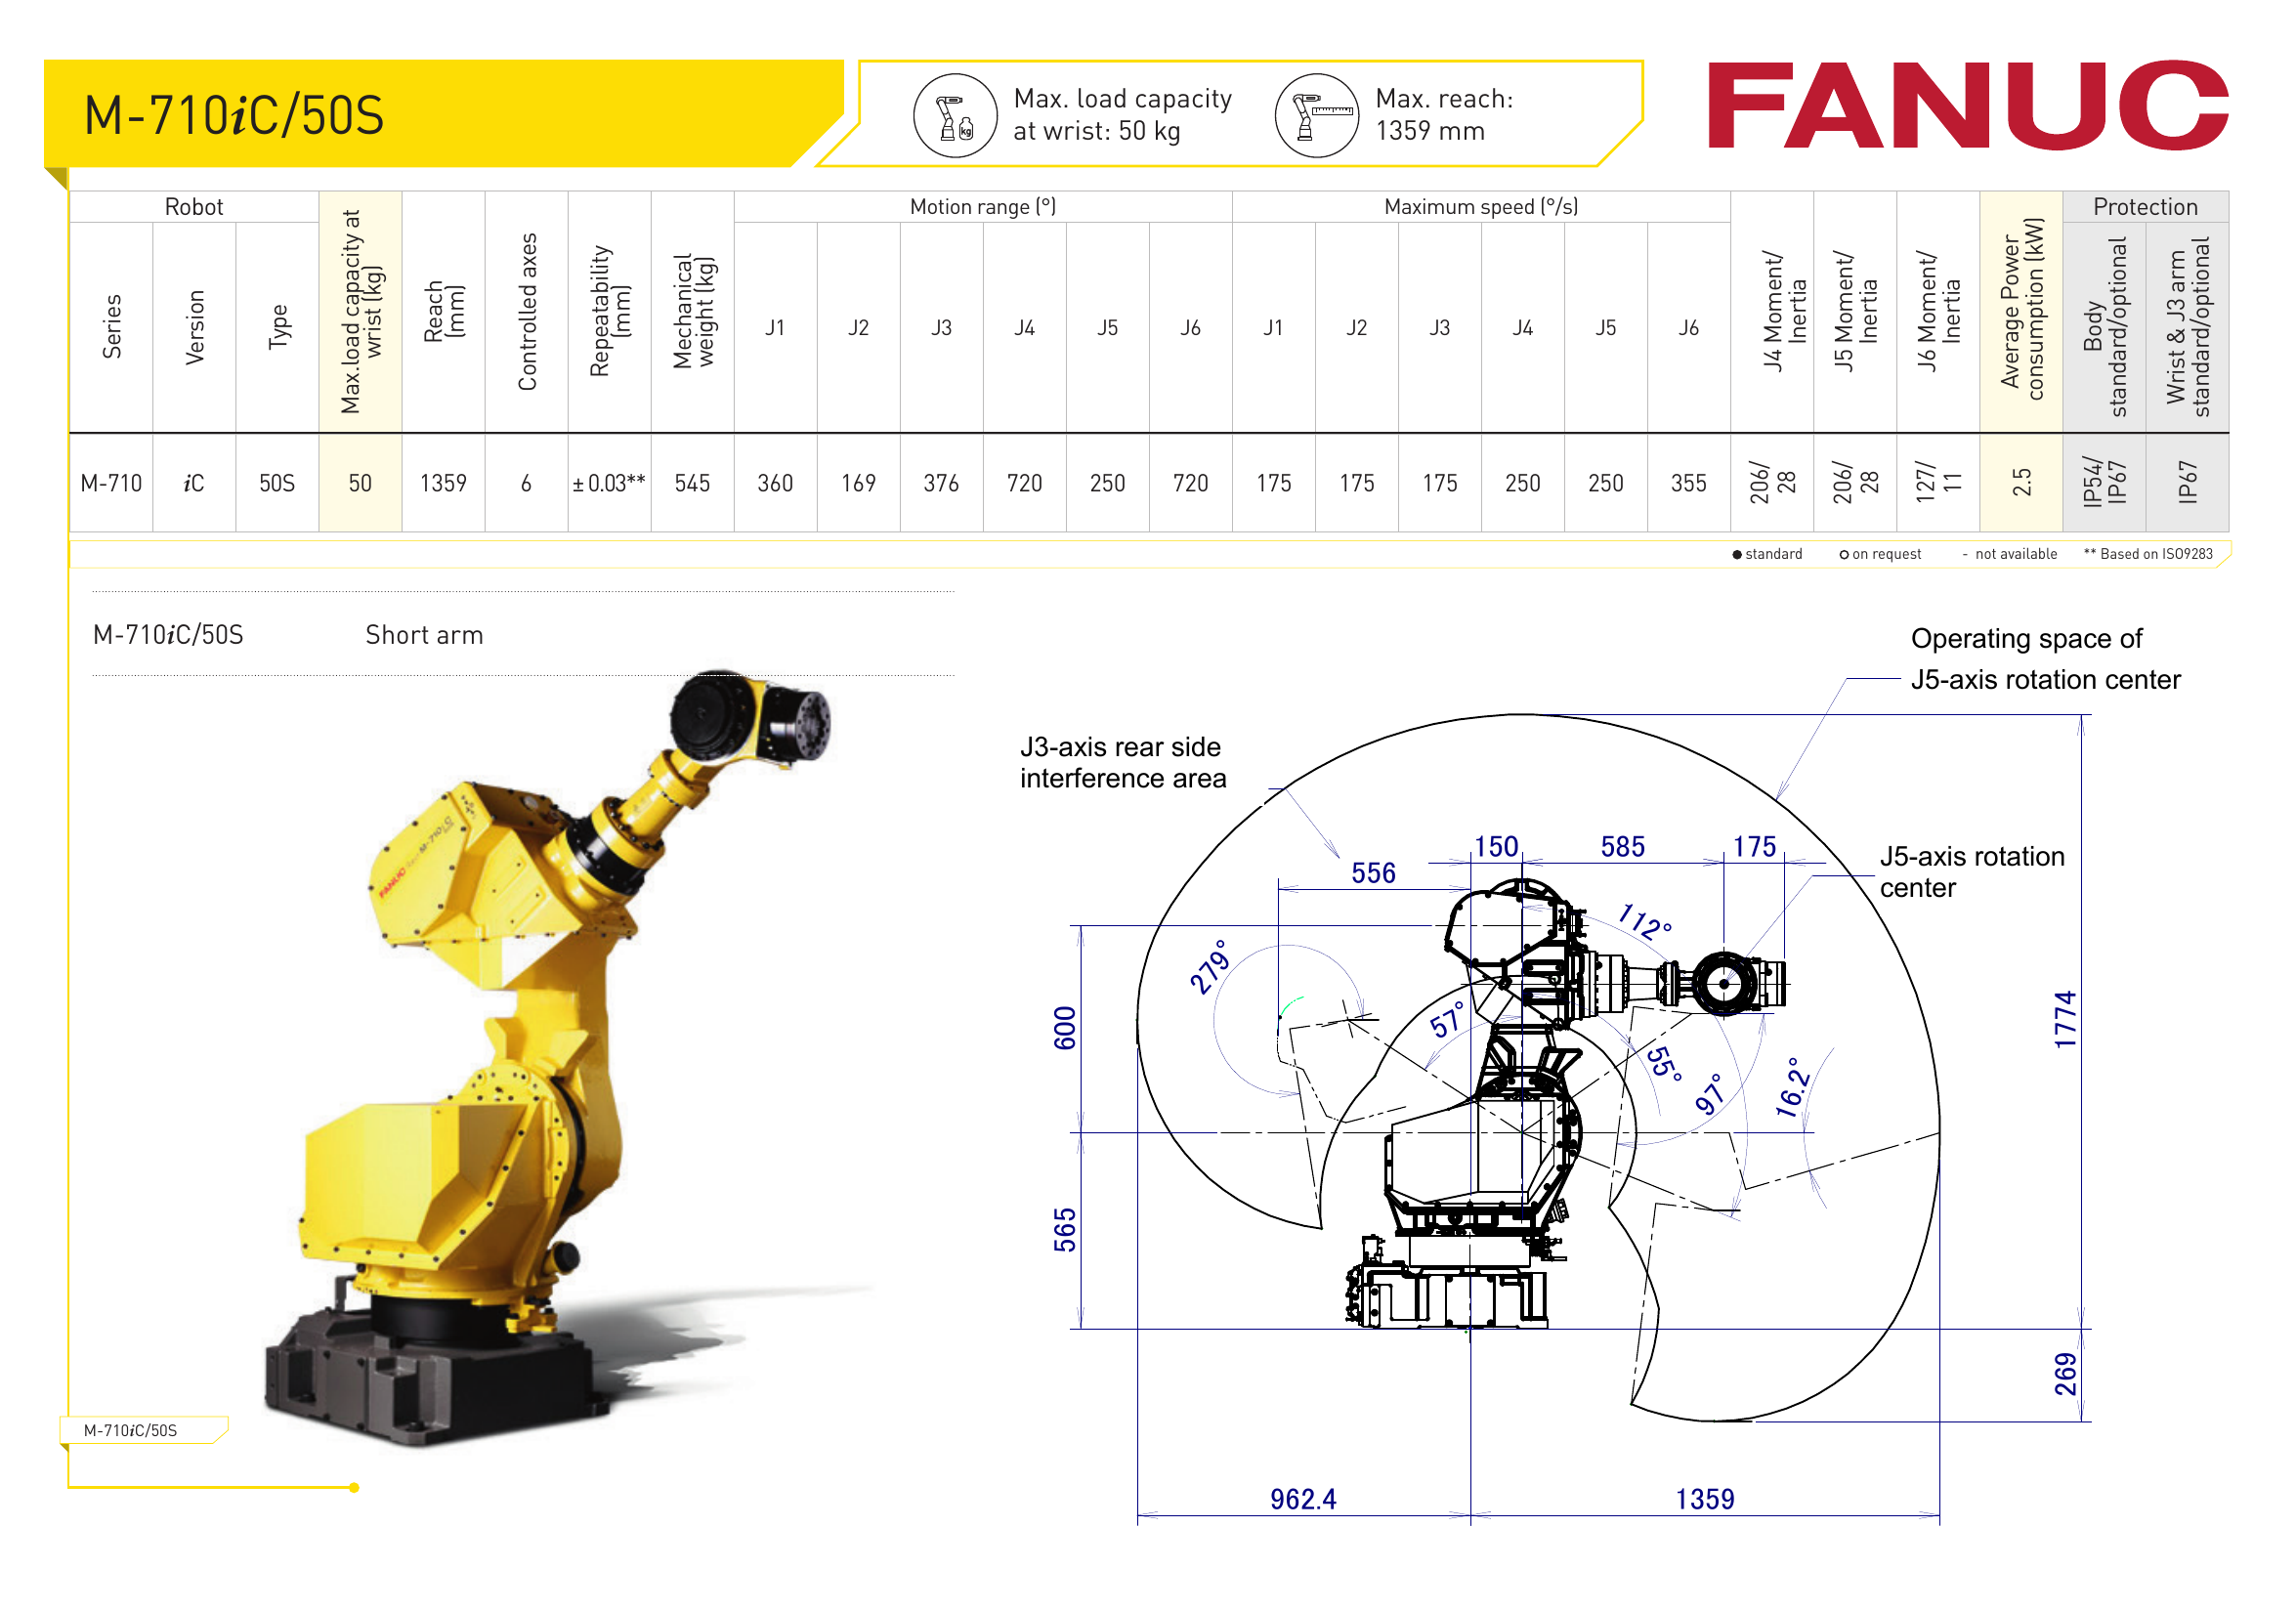 M-710iC/50S
Max. load capacity
at wrist: 50 kg
Max. reach:
1359 mm
FANUC
Robot
Motion range (°)
Maximum speed (°/s)
Protection
Series
Version
Type
Max.load capacity at
wrist (kg)
Reach
(mm)
Controlled axes
Repeatability
(mm)
Mechanical
weight (kg)
J1
J2
J3
J4
J5
J6
J1
J2
J3
J4
J5
J6
J4 Moment/
Inertia
J5 Moment/
Inertia
J6 Moment/
Inertia
Average Power
consumption (kW)
Body
standard/optional
Wrist & J3 arm
standard/optional
M-710
iC
50S
50
1359
6
± 0.03**
545
360
169
376
720
250
720
175
175
175
250
250
355
206/
28
206/
28
127/
11
2.5
IP54/
IP67
IP67
● standard
○ on request
- not available
** Based on ISO9283
M-710iC/50S
Short arm
Operating space of
J5-axis rotation center
J3-axis rear side
interference area
150
585
175
J5-axis rotation
center
556
112°
279°
600
57°
55°
97°
16.2°
1774
565
269
962.4
1359
FANUC
M-710iC
M-710iC/50S